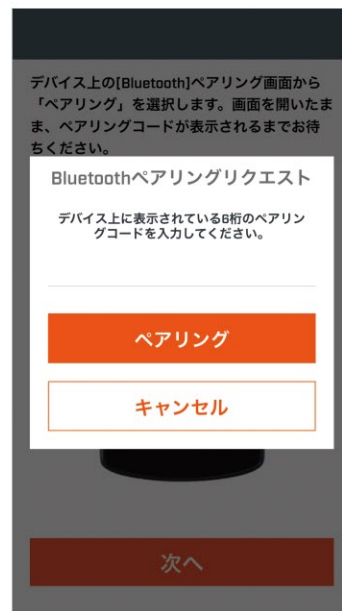 デバイス上の[Bluetooth]ペアリング画面から
「ペアリング」を選択します。画面を開いたま
ま、ペアリングコードが表示されるまでお待
ちください。
Bluetoothペアリングリクエスト
デバイス上に表示されている6桁のペアリン
グコードを入力してください。
ペアリング
キャンセル
次へ